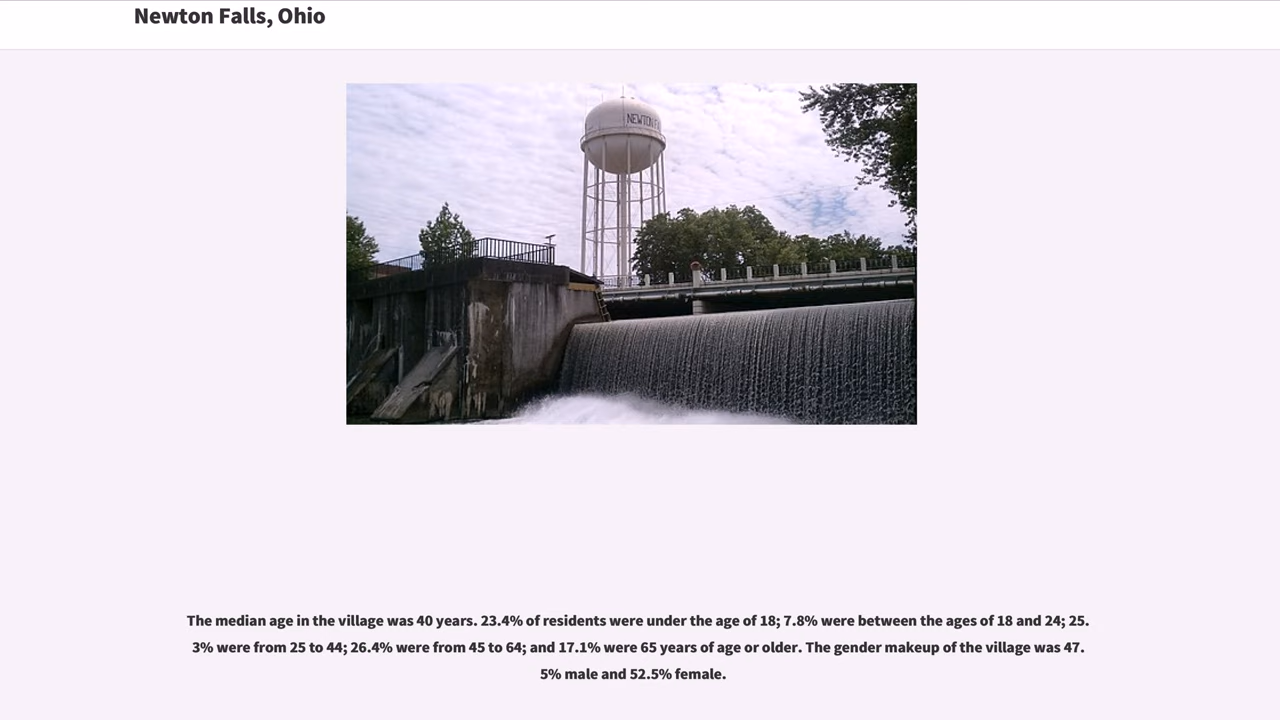 Newton Falls, Ohio
NEWTON
The median age in the village was 40 years. 23.4% of residents were under the age of 18; 7.8% were between the ages of 18 and 24; 25.
3% were from 25 to 44; 26.4% were from 45 to 64; and 17.1% were 65 years of age or older. The gender makeup of the village was 47.
5% male and 52.5% female.